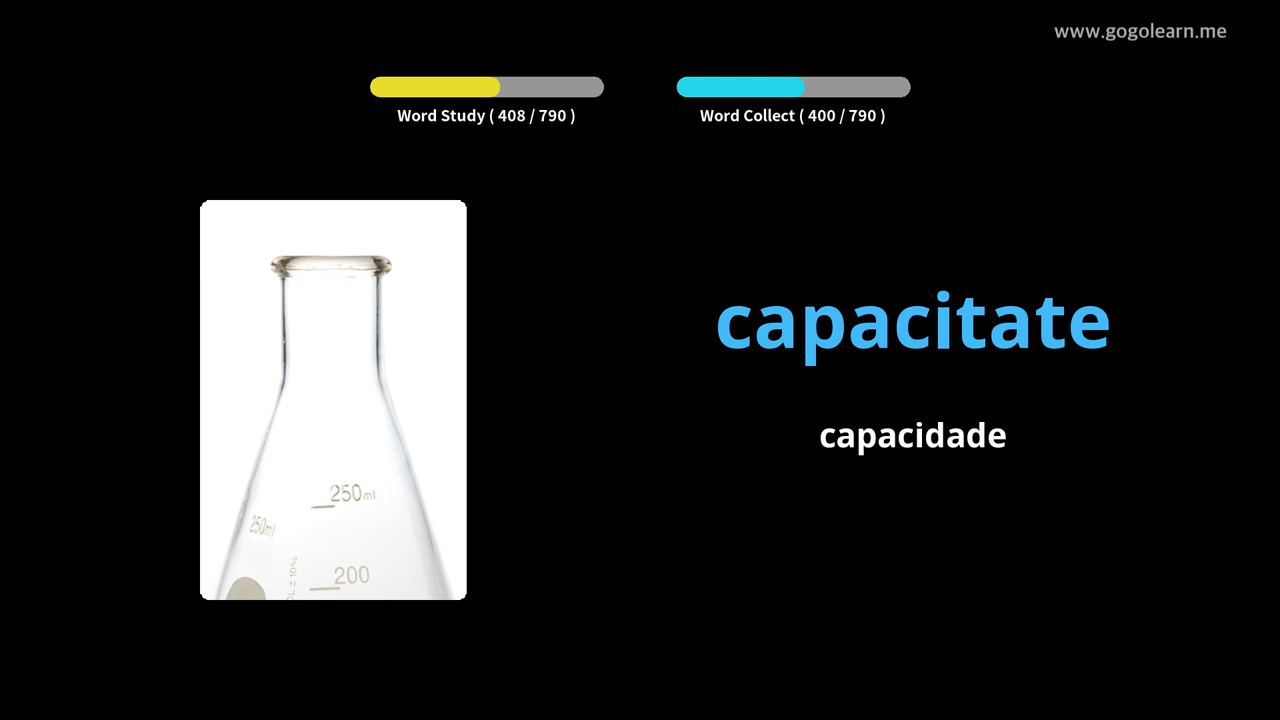 www.gogolearn.me
Word Study ( 408 / 790 )
Word Collect ( 400 / 790 )
capacitate
capacidade
250ml
250ml
200